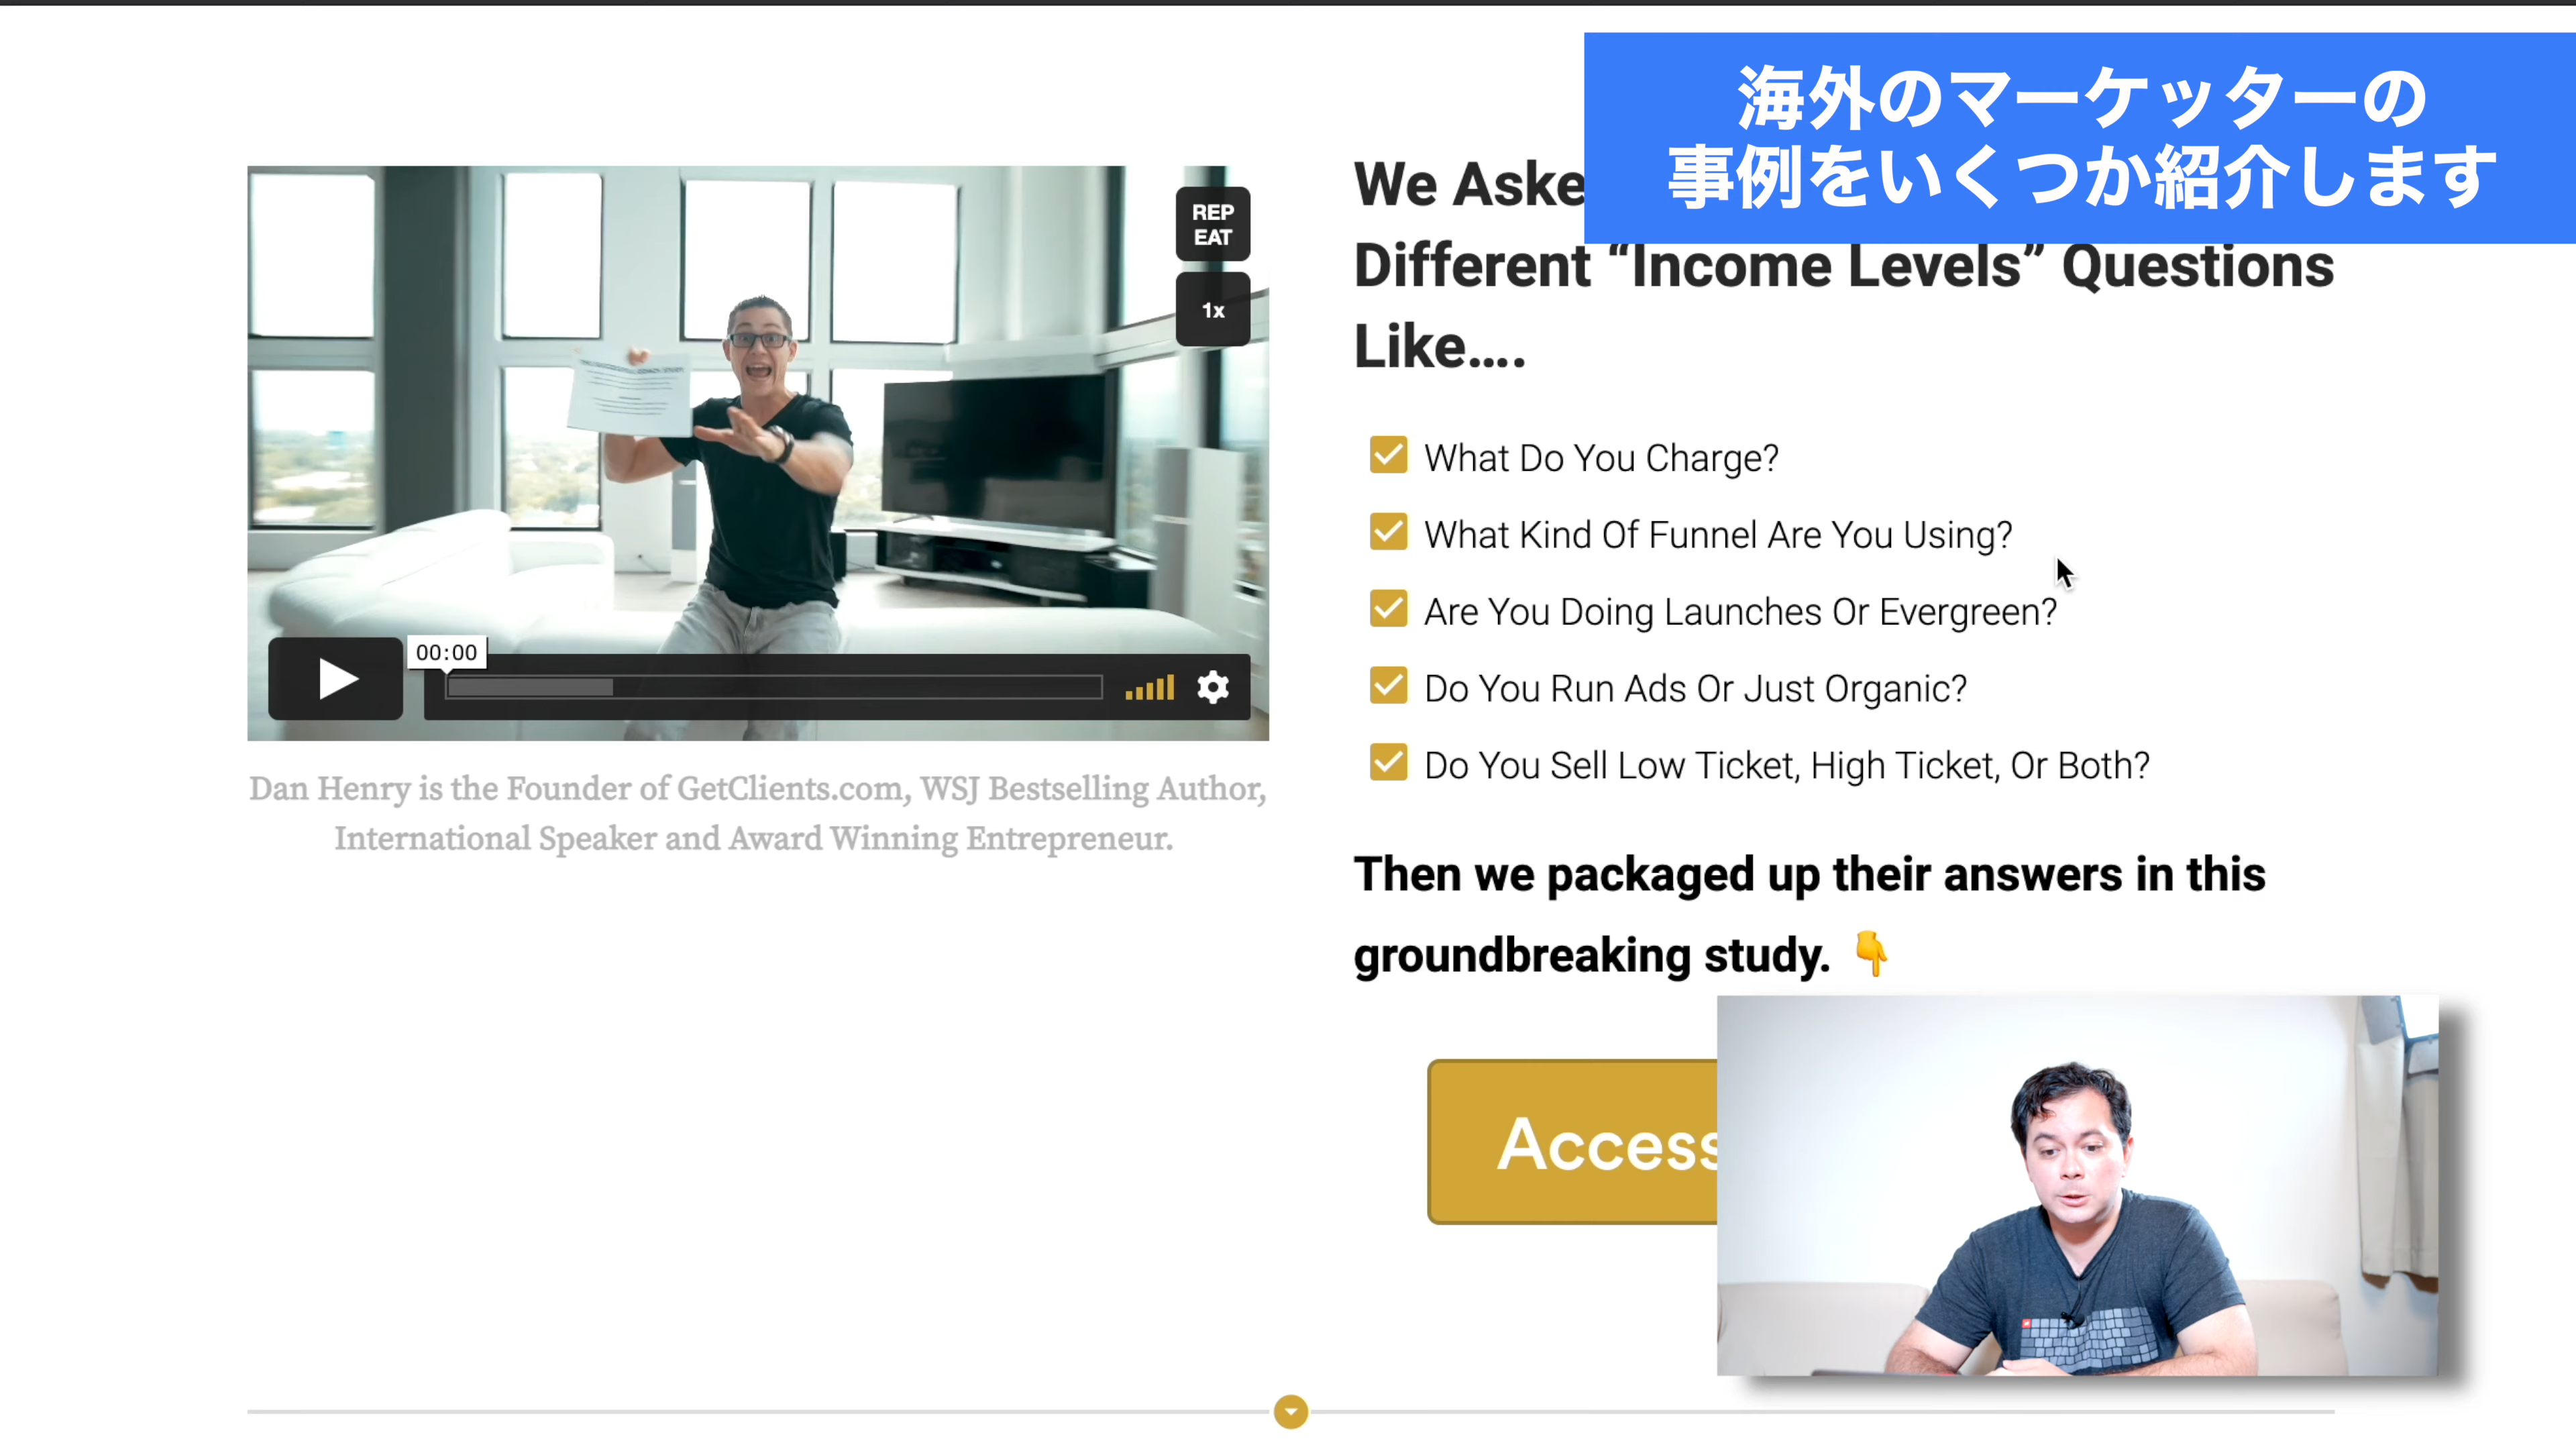 海外のマーケッターの
事例をいくつか紹介します
We Aske
Different “Income Levels” Questions
Like....
What Do You Charge?
What Kind Of Funnel Are You Using?
Are You Doing Launches Or Evergreen?
Do You Run Ads Or Just Organic?
Do You Sell Low Ticket, High Ticket, Or Both?
Then we packaged up their answers in this
groundbreaking study. 👇
Access
REP
EAT
1x
00:00
Dan Henry is the Founder of GetClients.com, WSJ Bestselling Author,
International Speaker and Award Winning Entrepreneur.